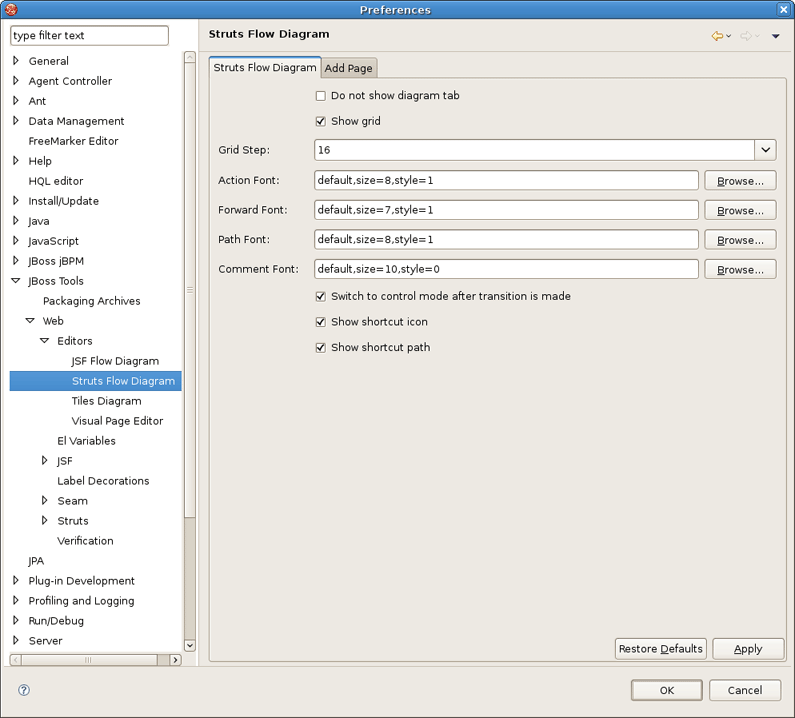 Preferences
type filter text
General
Agent Controller
Ant
Data Management
FreeMarker Editor
Help
HQL editor
Install/Update
Java
JavaScript
JBoss jBPM
JBoss Tools
Packaging Archives
Web
Editors
JSF Flow Diagram
Struts Flow Diagram
Tiles Diagram
Visual Page Editor
El Variables
JSF
Label Decorations
Seam
Struts
Verification
JPA
Plug-in Development
Profiling and Logging
Run/Debug
Server
Struts Flow Diagram
Struts Flow Diagram Add Page
Do not show diagram tab
Show grid
Grid Step: 16
Action Font: default,size=8,style=1 Browse...
Forward Font: default,size=7,style=1 Browse...
Path Font: default,size=8,style=1 Browse...
Comment Font: default,size=10,style=0 Browse...
Switch to control mode after transition is made
Show shortcut icon
Show shortcut path
Restore Defaults Apply
? OK Cancel